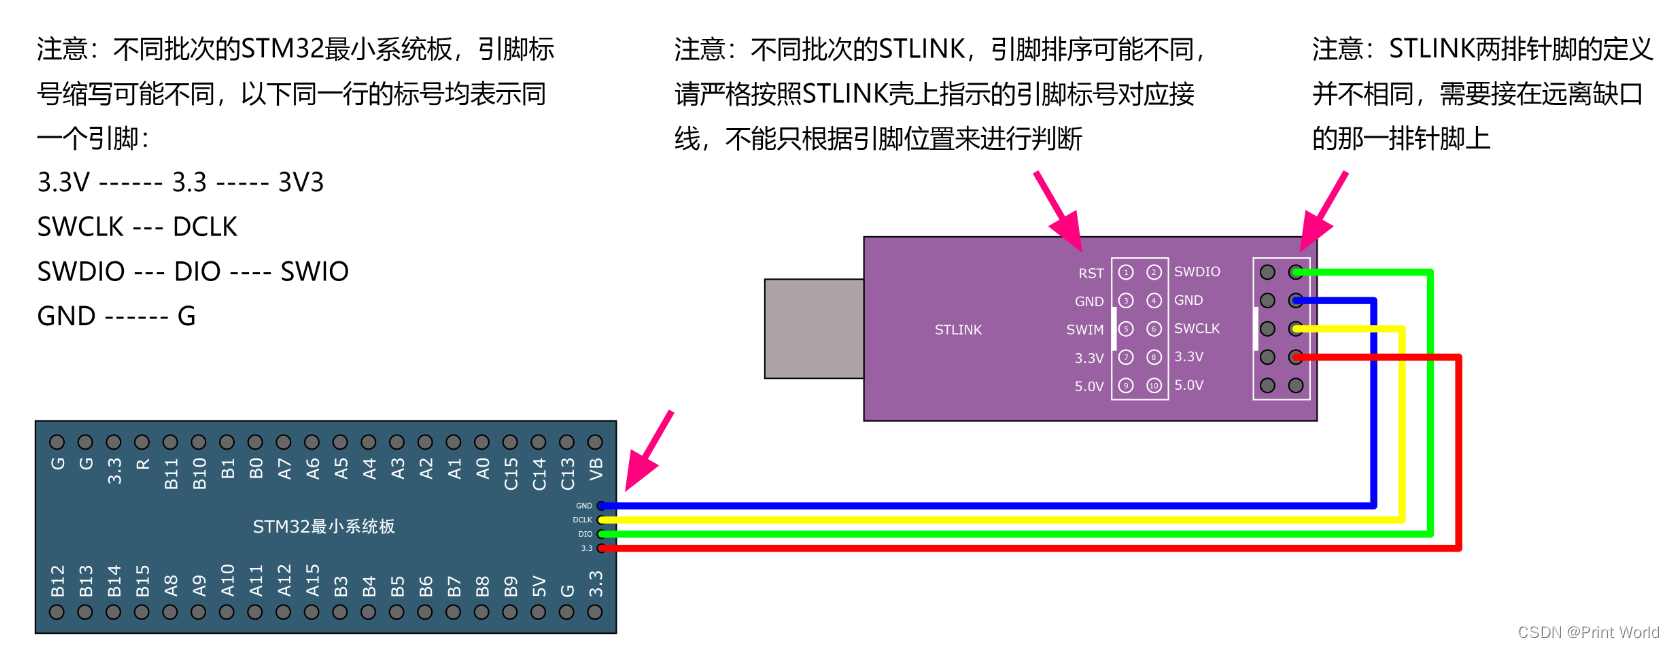 注意：不同批次的STM32最小系统板，引脚标
号缩写可能不同，以下同一行的标号均表示同
一个引脚：
3.3V ------ 3.3 ----- 3V3
SWCLK --- DCLK
SWDIO --- DIO ---- SWIO
GND ------ G
注意：不同批次的STLINK，引脚排序可能不同，
请严格按照STLINK壳上指示的引脚标号对应接
线，不能只根据引脚位置来进行判断
注意：STLINK两排针脚的定义
并不相同，需要接在远离缺口
的那一排针脚上
STLINK
RST 1 2 SWDIO
GND 3 4 GND
SWIM 5 6 SWCLK
3.3V 7 8 3.3V
5.0V 9 10 5.0V
G G 3.3 R B11 B10 B1 B0 A7 A6 A5 A4 A3 A2 A1 A0 C15 C14 C13 VB
GND
DCLK
DIO
3.3
STM32最小系统板
B12 B13 B14 B15 A8 A9 A10 A11 A12 A15 B3 B4 B5 B6 B7 B8 B9 5V G 3.3
CSDN @Print World